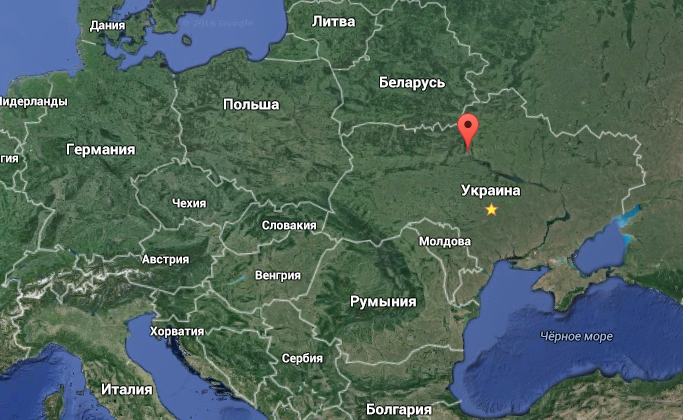 Дания
Литва
Беларусь
Нидерланды
Польша
Германия
гия
Украина
Чехия
Словакия
Молдова
Австрия
Венгрия
Румыния
Хорватия
Чёрное море
Сербия
Италия
Болгария